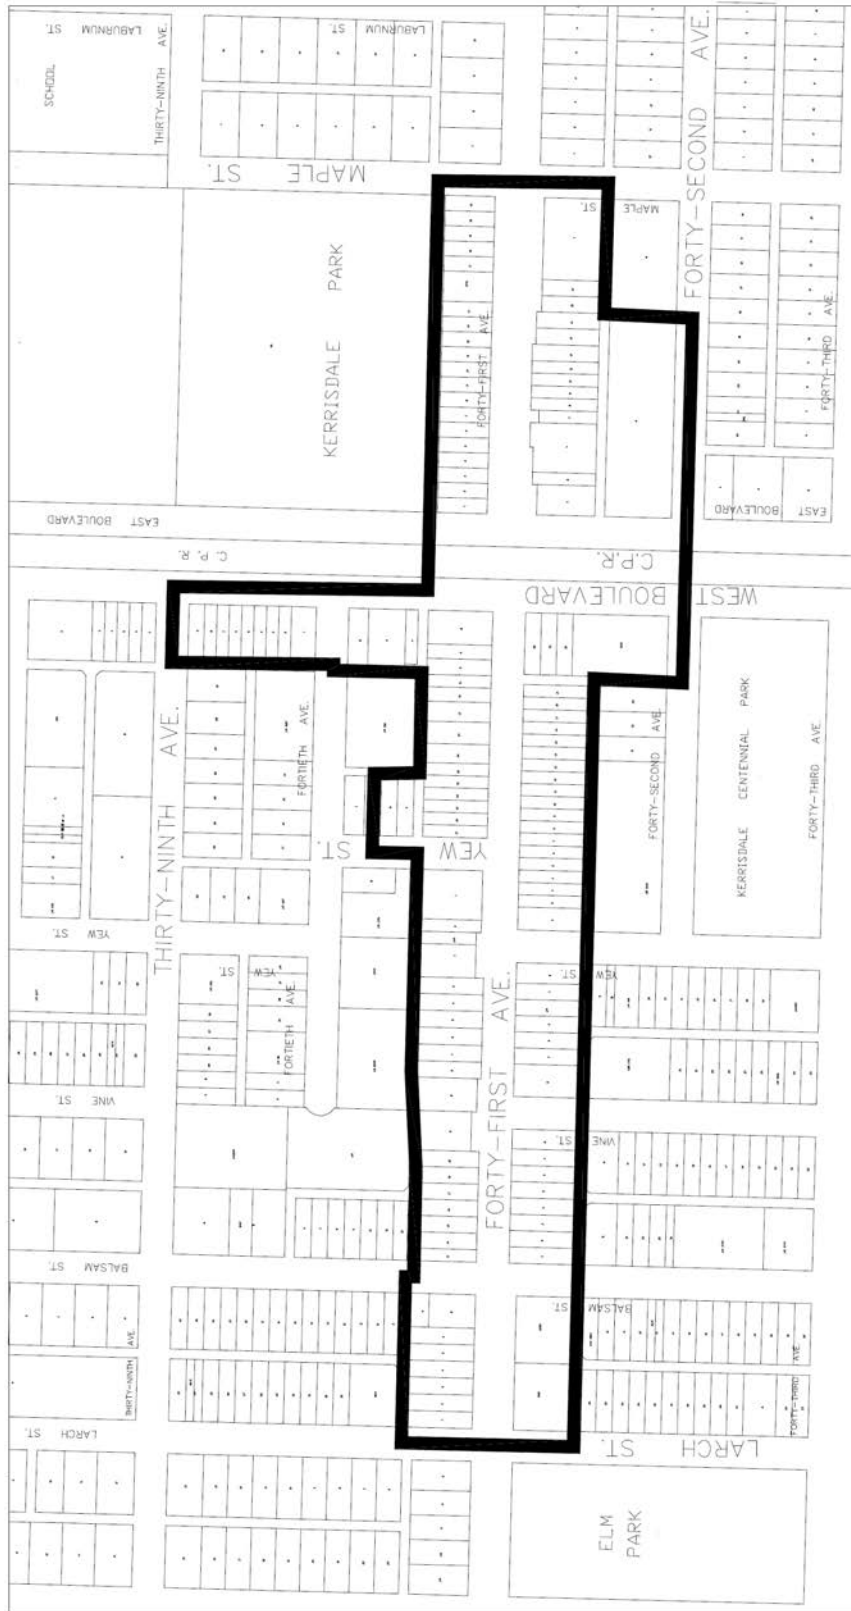 LABURNUM ST.
LABURNUM ST.
THIRTY-NINTH AVE.
SCHOOL
FORTY-SECOND AVE.
MAPLE ST.
MAPLE ST.
KERRISDALE PARK
FORTY-FIRST AVE.
FORTY-THIRD AVE.
EAST BOULEVARD
EAST BOULEVARD
C. P. R.
C.P.R.
WEST BOULEVARD
THIRTY-NINTH AVE.
FORTIETH AVE.
FORTY-SECOND AVE.
KERRISDALE CENTENNIAL PARK
FORTY-THIRD AVE
YEW ST.
YEW ST.
YEW ST.
YEW ST.
FORTIETH AVE.
FORTY-FIRST AVE.
VINE ST.
VINE ST.
BALSAM ST.
BALSAM ST.
THIRTY-NINTH AVE.
FORTY-THIRD AVE.
LARCH ST.
LARCH ST.
ELM PARK